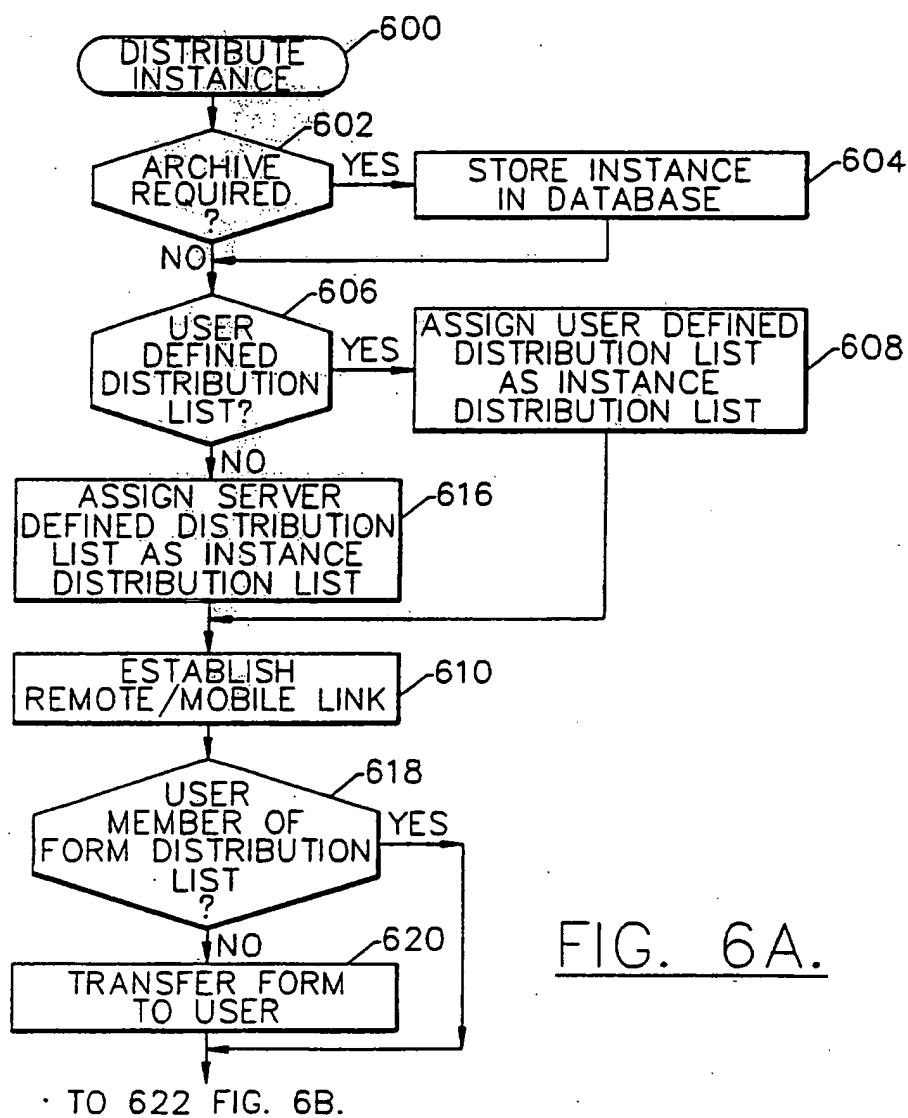 600
DISTRIBUTE
INSTANCE
602
ARCHIVE
REQUIRED
?
YES
STORE INSTANCE
IN DATABASE
604
NO
606
USER
DEFINED
DISTRIBUTION
LIST?
YES
ASSIGN USER DEFINED
DISTRIBUTION LIST
AS INSTANCE
DISTRIBUTION LIST
608
NO
ASSIGN SERVER
DEFINED DISTRIBUTION
LIST AS INSTANCE
DISTRIBUTION LIST
616
ESTABLISH
REMOTE/MOBILE LINK
610
618
USER
MEMBER OF
FORM DISTRIBUTION
LIST
?
YES
NO
620
TRANSFER FORM
TO USER
FIG. 6A.
TO 622 FIG. 6B.